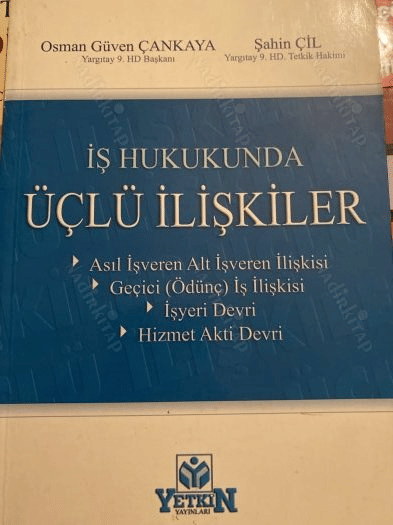 Osman Güven ÇANKAYA
Yargıtay 9. HD Başkanı
Şahin ÇİL
Yargıtay 9. HD. Tetkik Hakimi
İŞ HUKUKUNDA
ÜÇLÜ İLİŞKİLER
Asıl İşveren Alt İşveren İlişkisi
Geçici (Ödünç) İş İlişkisi
İşyeri Devri
Hizmet Akti Devri
YETKİN
YAYINLARI